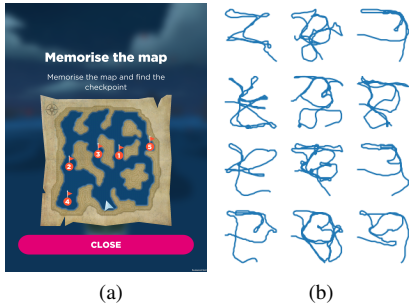 Memorise the map
Memorise the map and find the
checkpoint
5
3
1
2
4
CLOSE
(a)
(b)